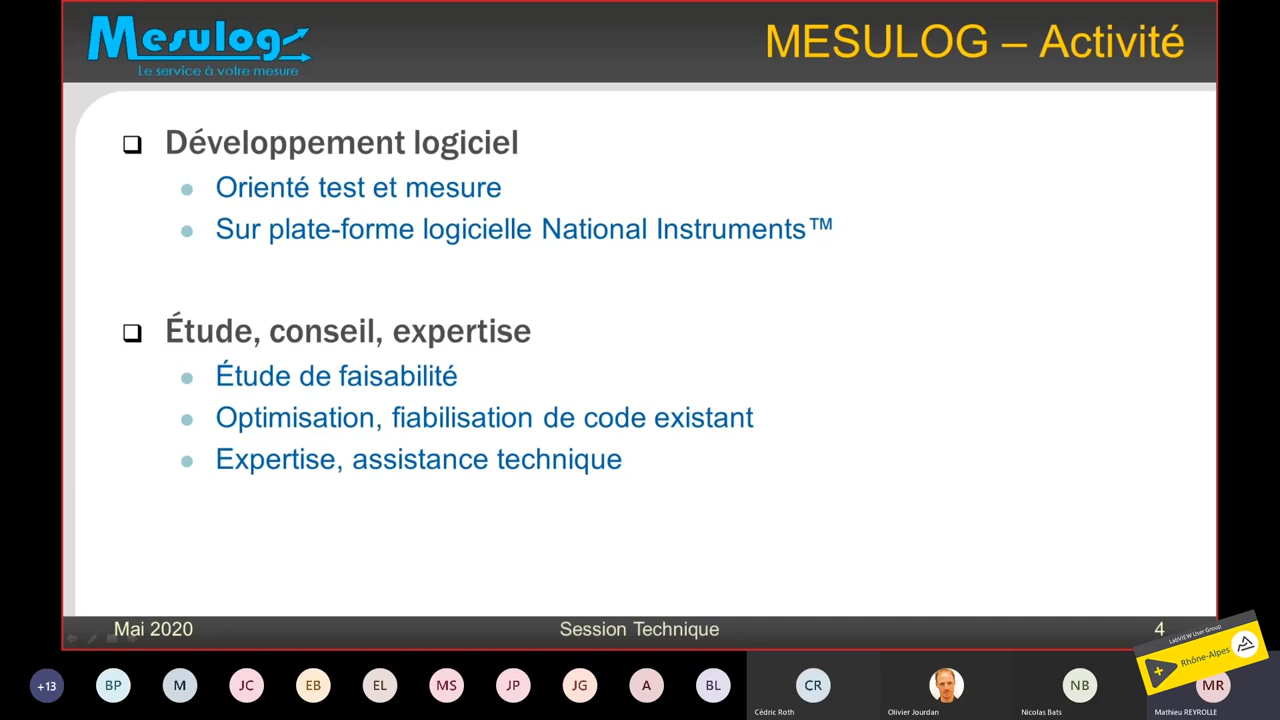 Mesulog
Le service à votre mesure
MESULOG – Activité
Développement logiciel
Orienté test et mesure
Sur plate-forme logicielle National Instruments™
Étude, conseil, expertise
Étude de faisabilité
Optimisation, fiabilisation de code existant
Expertise, assistance technique
Mai 2020
Session Technique
4
LabVIEW User Group
Rhône-Alpes
+13
BP
M
JC
EB
EL
MS
JP
JG
A
BL
CR
NB
MR
Cédric Roth
Olivier Jourdan
Nicolas Bats
Mathieu REYROLLE